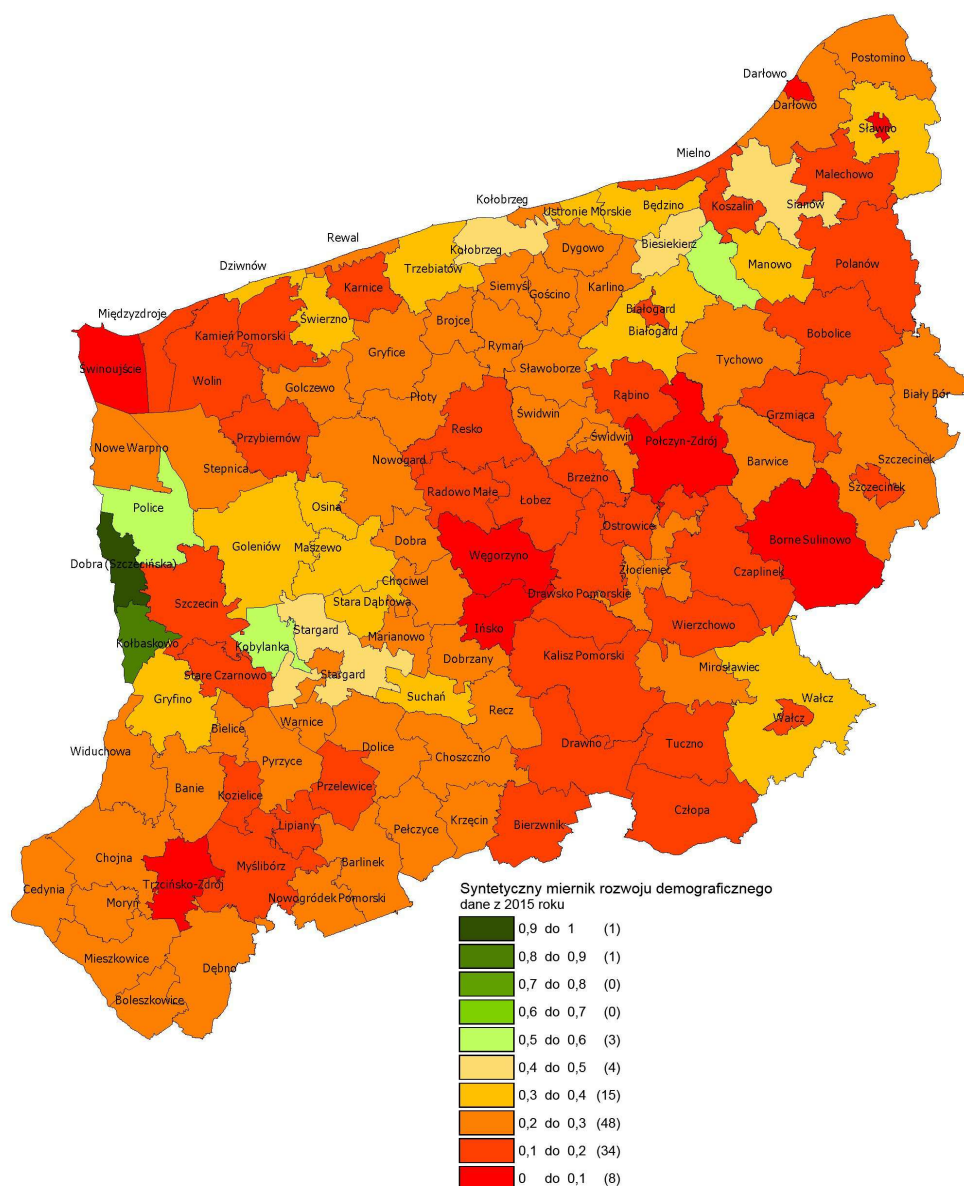 Postomino
Darłowo
Darłowo
Sławno
Mielno
Malechowo
Kołobrzeg
Koszalin
Sianów
Ustronie Morskie
Będzino
Rewal
Kołobrzeg
Dygowo
Biesiekierz
Dziwnów
Trzebiatów
Manowo
Polanów
Karnice
Siemyśl
Gościno
Karlino
Międzyzdroje
Świerzno
Brojce
Białogard
Białogard
Bobolice
Kamień Pomorski
Rymań
Gryfice
Tychowo
Świnoujście
Sławoborze
Wolin
Golczewo
Płoty
Rąbino
Biały Bór
Świdwin
Grzmiąca
Resko
Przybiernów
Świdwin
Połczyn-Zdrój
Nowe Warpno
Nowogard
Barwice
Szczecinek
Stepnica
Brzeżno
Radowo Małe
Łobez
Szczecinek
Police
Osina
Ostrowice
Dobra
Borne Sulinowo
Goleniów
Maszewo
Węgorzyno
Dobra (Szczecińska)
Złocieniec
Chociwel
Czaplinek
Szczecin
Stara Dąbrowa
Drawsko Pomorskie
Stargard
Ińsko
Wierzchowo
Marianowo
Kołbaskowo
Kobylanka
Kalisz Pomorski
Dobrzany
Mirosławiec
Stare Czarnowo
Stargard
Gryfino
Suchań
Wałcz
Recz
Wałcz
Warnice
Bielice
Widuchowa
Dolice
Drawno
Tuczno
Pyrzyce
Choszczno
Banie
Przelewice
Kozielice
Człopa
Krzęcin
Bierzwnik
Lipiany
Pełczyce
Chojna
Myślibórz
Barlinek
Trzcińsko-Zdrój
Cedynia
Moryń
Nowogródek Pomorski
Mieszkowice
Dębno
Boleszkowice
Syntetyczny miernik rozwoju demograficznego
dane z 2015 roku
0,9 do 1 (1)
0,8 do 0,9 (1)
0,7 do 0,8 (0)
0,6 do 0,7 (0)
0,5 do 0,6 (3)
0,4 do 0,5 (4)
0,3 do 0,4 (15)
0,2 do 0,3 (48)
0,1 do 0,2 (34)
0 do 0,1 (8)